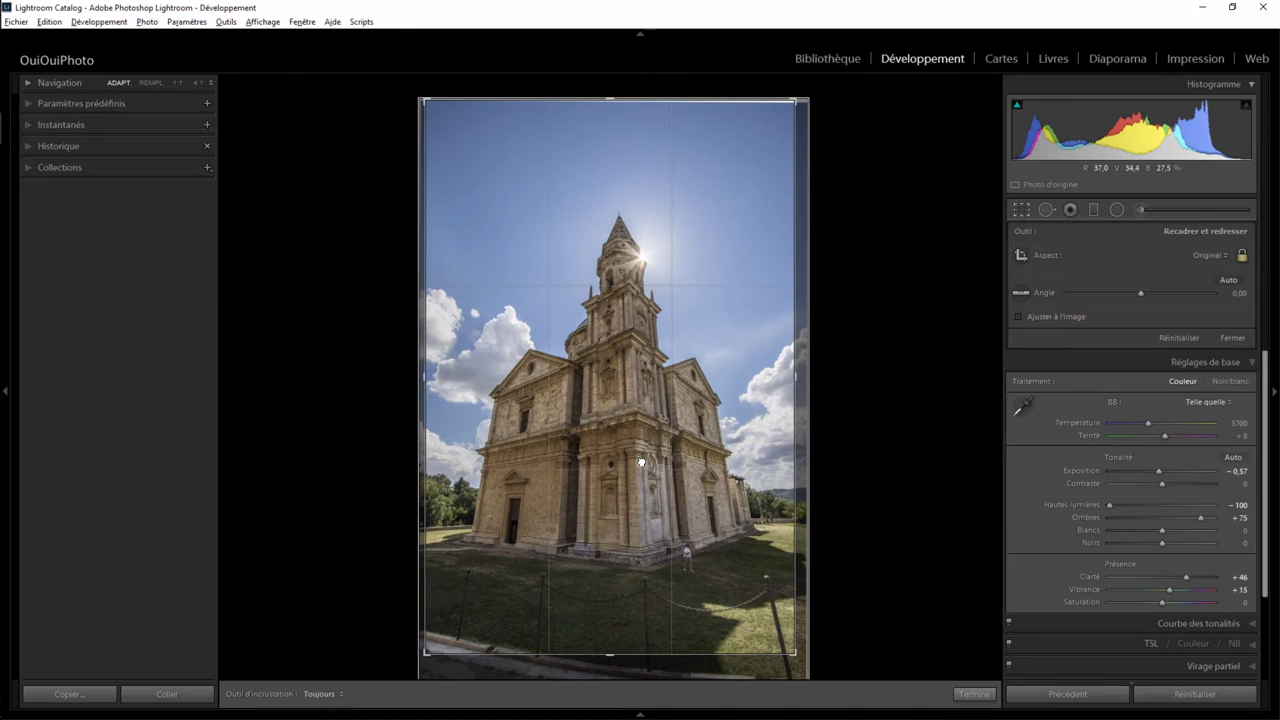 Lightroom Catalog - Adobe Photoshop Lightroom - Développement
Fichier Edition Développement Photo Paramètres Outils Affichage Fenêtre Aide Scripts
OuiOuiPhoto
Bibliothèque Développement Cartes Livres Diaporama Impression Web
Navigation ADAPT. REMPL. 1:1 4:1
Paramètres prédéfinis
Instantanés
Historique
Collections
Histogramme
R 37,0 V 34,4 B 27,5 %
Photo d'origine
Outil : Recadrer et redresser
Aspect : Original
Auto
Angle 0,00
Ajuster à l'image
Réinitialiser Fermer
Réglages de base
Traitement : Couleur Noir/blanc
BB : Telle quelle
Température 5700
Teinte + 8
Tonalité Auto
Exposition – 0,57
Contraste 0
Hautes lumières – 100
Ombres + 75
Blancs 0
Noirs 0
Présence
Clarté + 46
Vibrance + 15
Saturation 0
Courbe des tonalités
TSL / Couleur / NB
Virage partiel
Copier... Coller
Outil d'incrustation : Toujours
Terminé
Précédent Réinitialiser